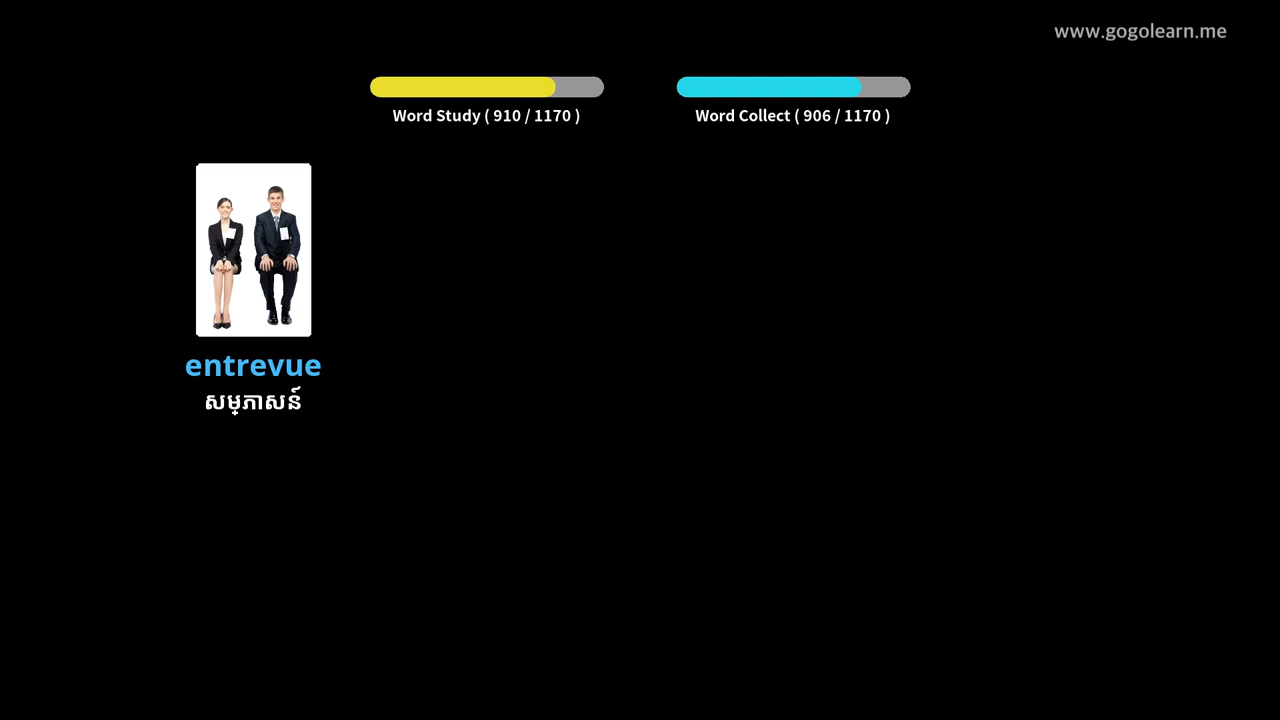 www.gogolearn.me
Word Study ( 910 / 1170 )
Word Collect ( 906 / 1170 )
entrevue
សម្ភាសន៍